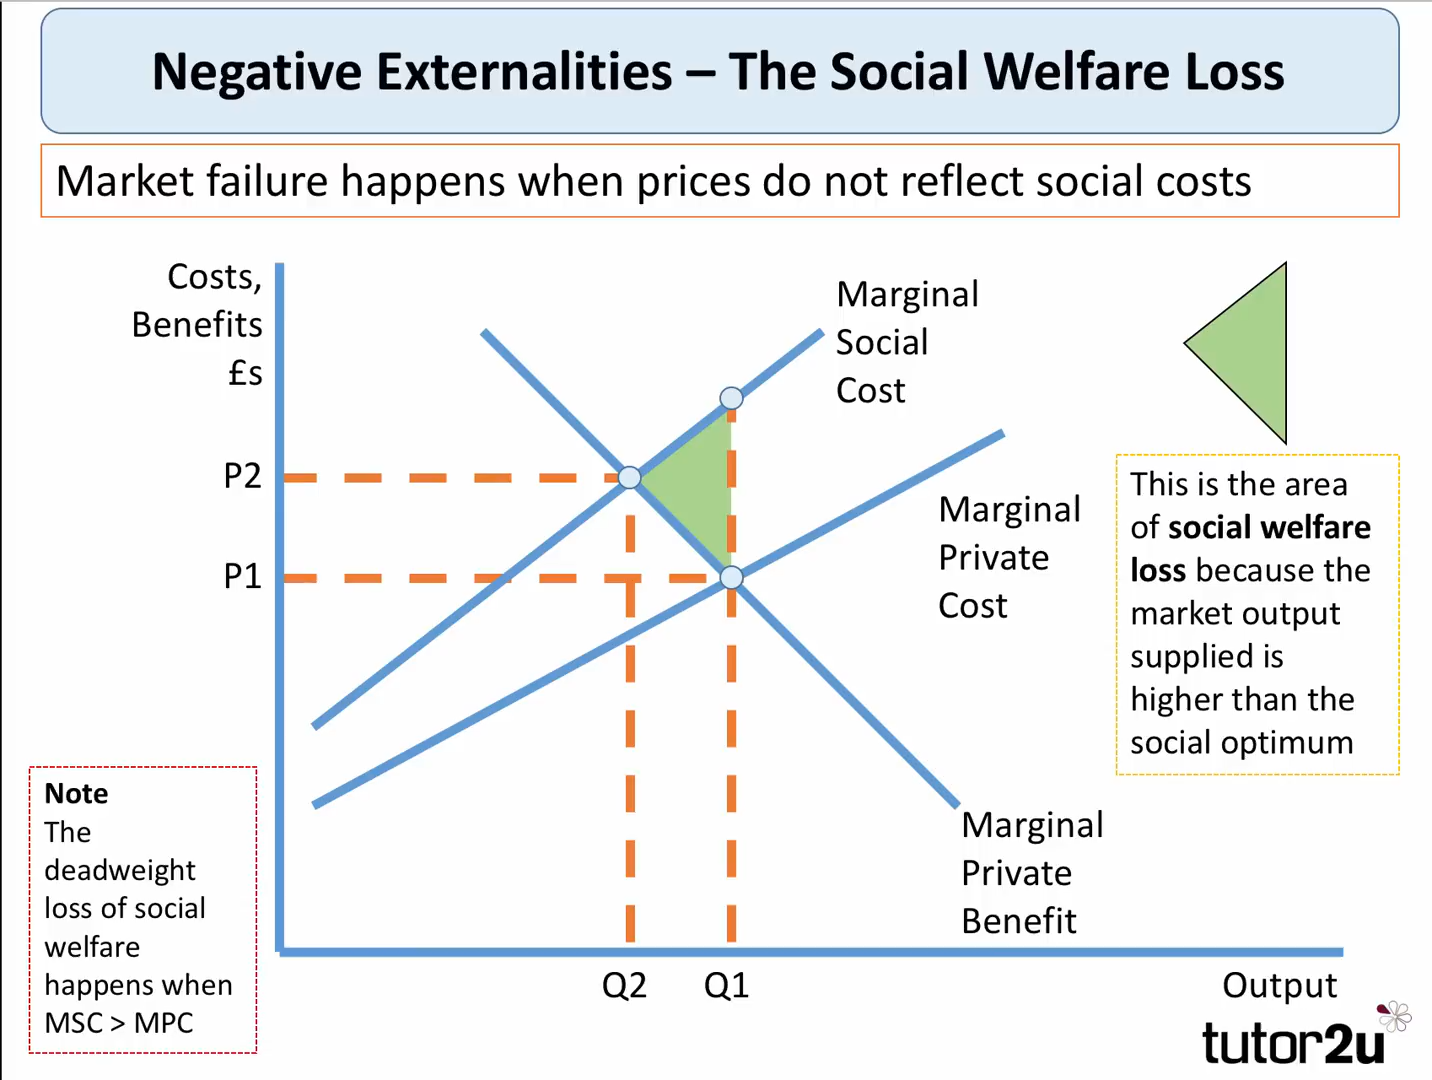 Negative Externalities – The Social Welfare Loss
Market failure happens when prices do not reflect social costs
Costs,
Benefits
£s
Marginal
Social
Cost
P2
P1
Marginal
Private
Cost
This is the area
of social welfare
loss because the
market output
supplied is
higher than the
social optimum
Note
The
deadweight
loss of social
welfare
happens when
MSC > MPC
Marginal
Private
Benefit
Q2
Q1
Output
tutor2u